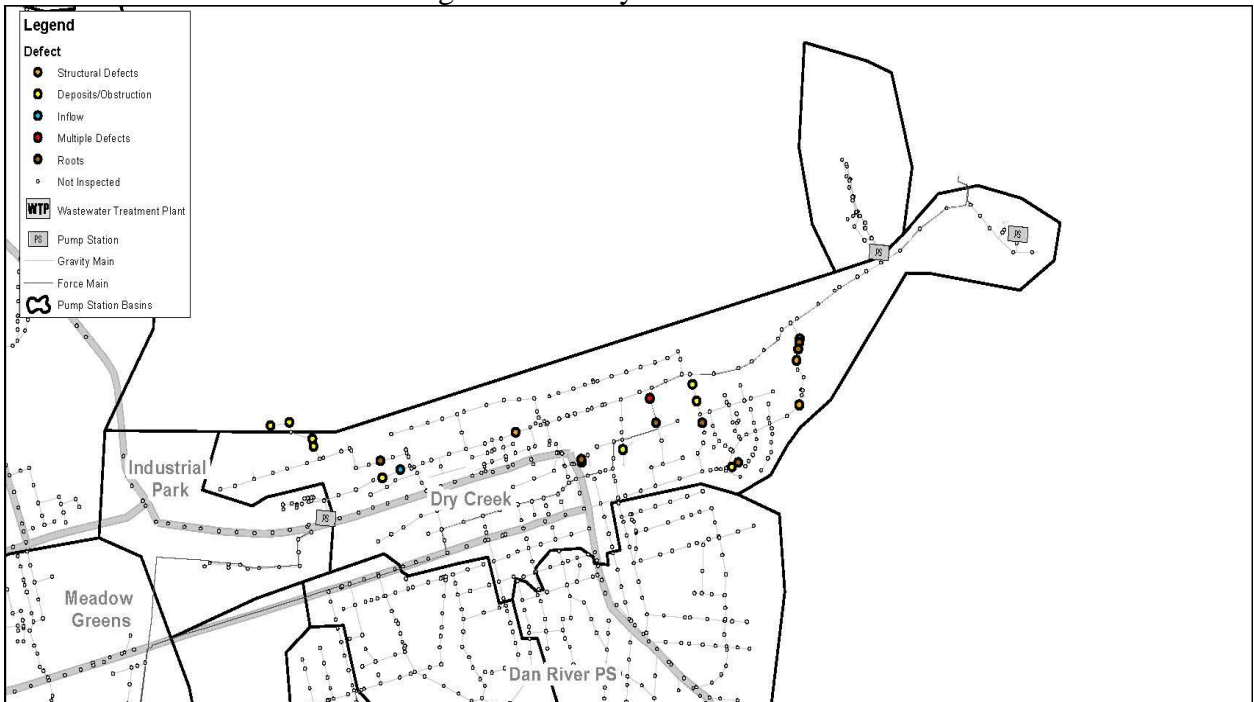 Legend
Defect
Structural Defects
Deposits/Obstruction
Inflow
Multiple Defects
Roots
Not Inspected
WTP Wastewater Treatment Plant
PS Pump Station
Gravity Main
Force Main
Pump Station Basins
PS
PS
Industrial
Park
Dry Creek
PS
Meadow
Greens
Dan River PS